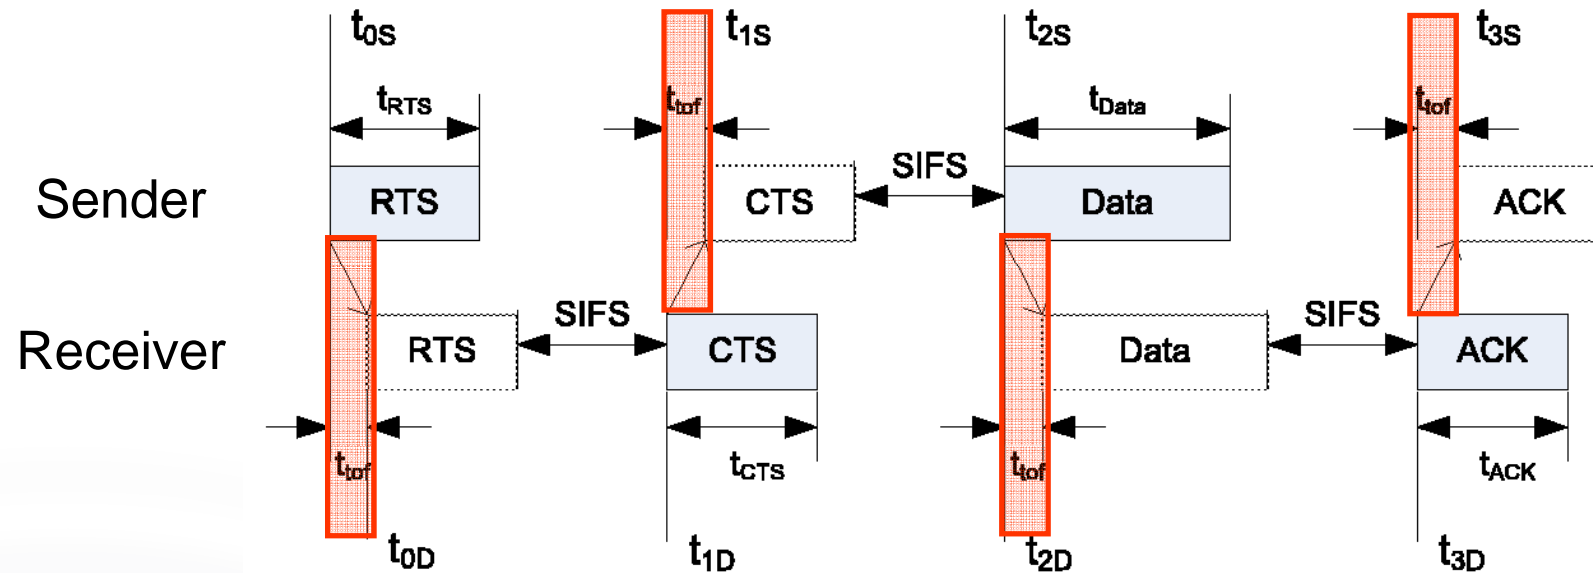 t0S t1S t2S t3S
tRTS ttof tData ttof
SIFS
Sender RTS CTS Data ACK
SIFS SIFS
Receiver RTS CTS Data ACK
ttof tCTS ttof tACK
t0D t1D t2D t3D